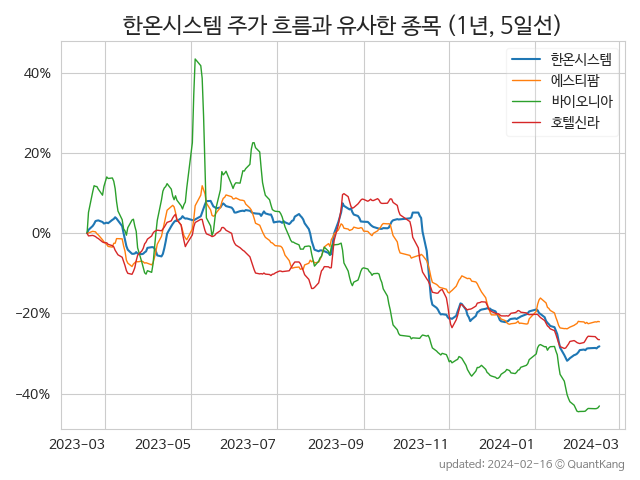 한온시스템 주가 흐름과 유사한 종목 (1년, 5일선)
한온시스템
에스티팜
바이오니아
호텔신라
40%
20%
0%
−20%
−40%
2023-03 2023-05 2023-07 2023-09 2023-11 2024-01 2024-03
updated: 2024-02-16 © QuantKang